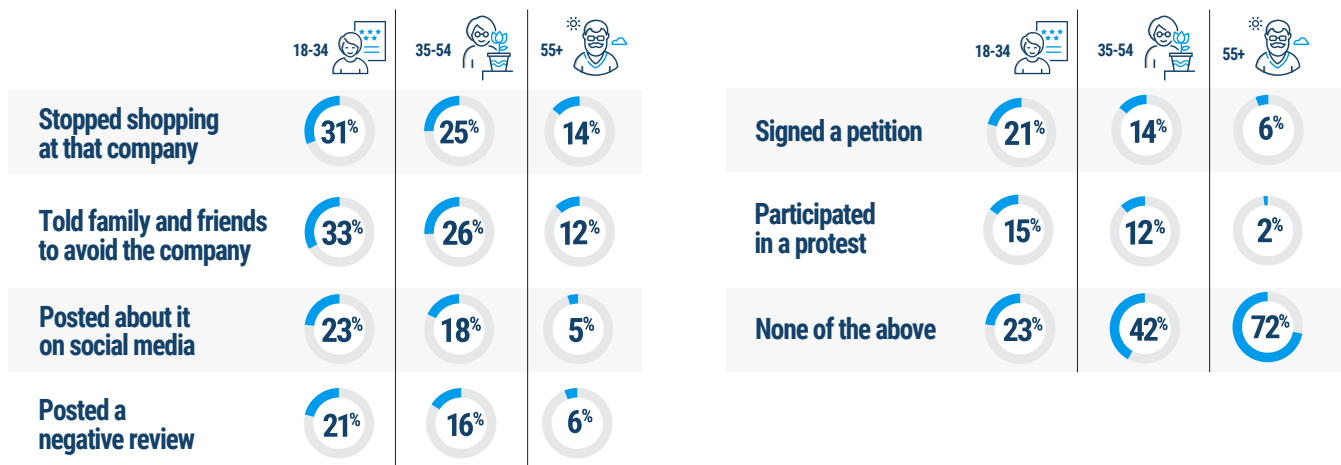 18-34 35-54 55+
Stopped shopping
at that company
31% 25% 14%
Told family and friends
to avoid the company
33% 26% 12%
Posted about it
on social media
23% 18% 5%
Posted a
negative review
21% 16% 6%
18-34 35-54 55+
Signed a petition
21% 14% 6%
Participated
in a protest
15% 12% 2%
None of the above
23% 42% 72%